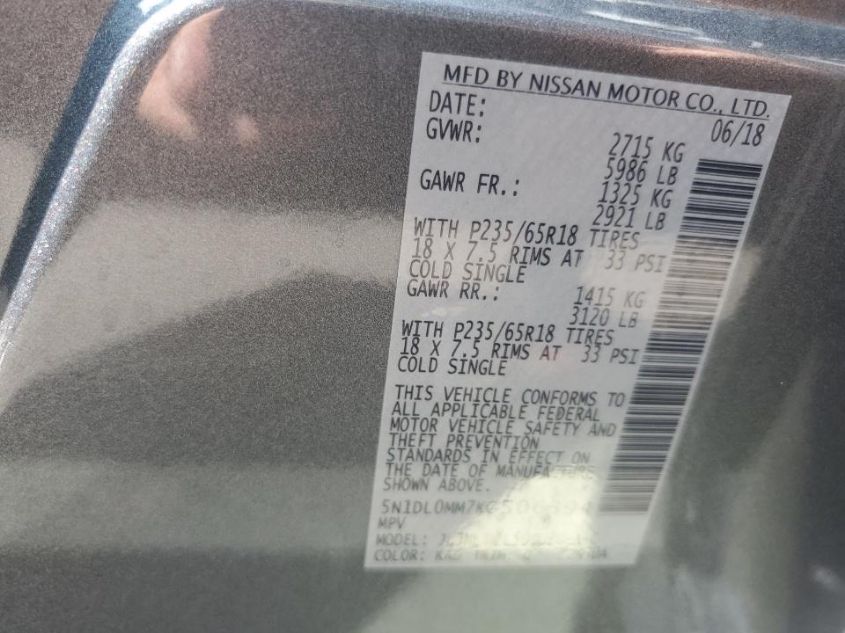 MFD BY NISSAN MOTOR CO., LTD.
DATE: 06/18
GVWR: 2715 KG
5986 LB
GAWR FR.: 1325 KG
2921 LB
WITH P235/65R18 TIRES
18 X 7.5 RIMS AT 33 PSI
COLD SINGLE
GAWR RR.: 1415 KG
3120 LB
WITH P235/65R18 TIRES
18 X 7.5 RIMS AT 33 PSI
COLD SINGLE
THIS VEHICLE CONFORMS TO
ALL APPLICABLE FEDERAL
MOTOR VEHICLE SAFETY AND
THEFT PREVENTION
STANDARDS IN EFFECT ON
THE DATE OF MANUFACTURE
SHOWN ABOVE.
MPV
MODEL:
COLOR: KAD